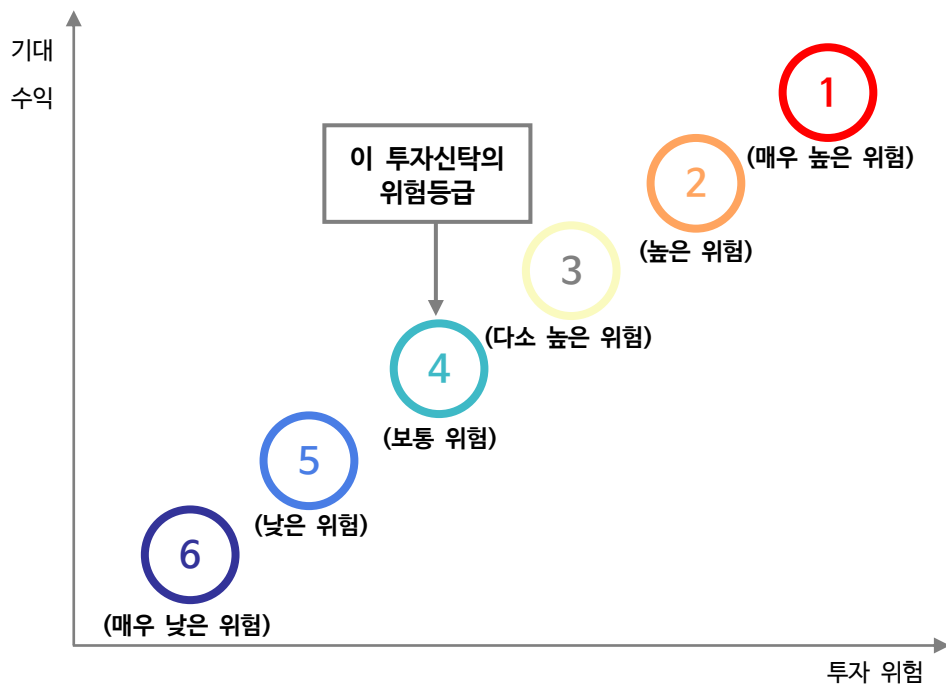 기대
수익
1
(매우 높은 위험)
이 투자신탁의
위험등급
2
(높은 위험)
3
(다소 높은 위험)
4
(보통 위험)
5
(낮은 위험)
6
(매우 낮은 위험)
투자 위험